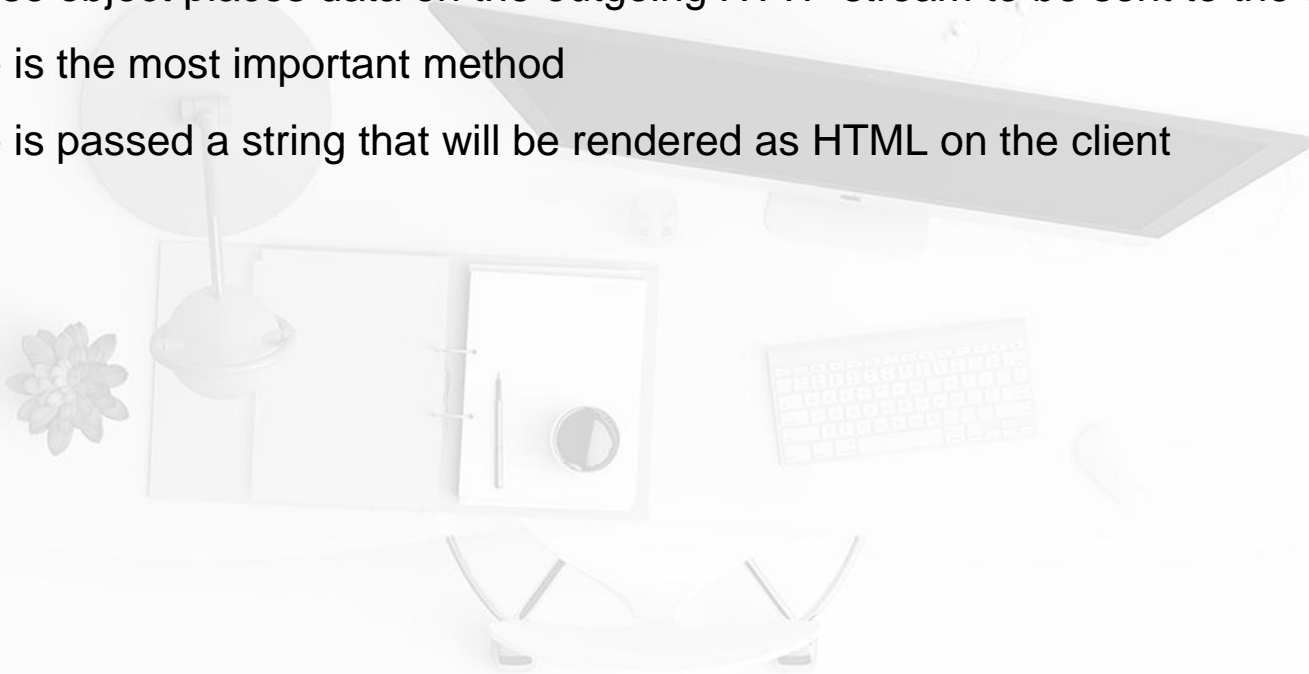 object places data on the outgoing HTTP stream to be sent to the
is the most important method
is passed a string that will be rendered as HTML on the client